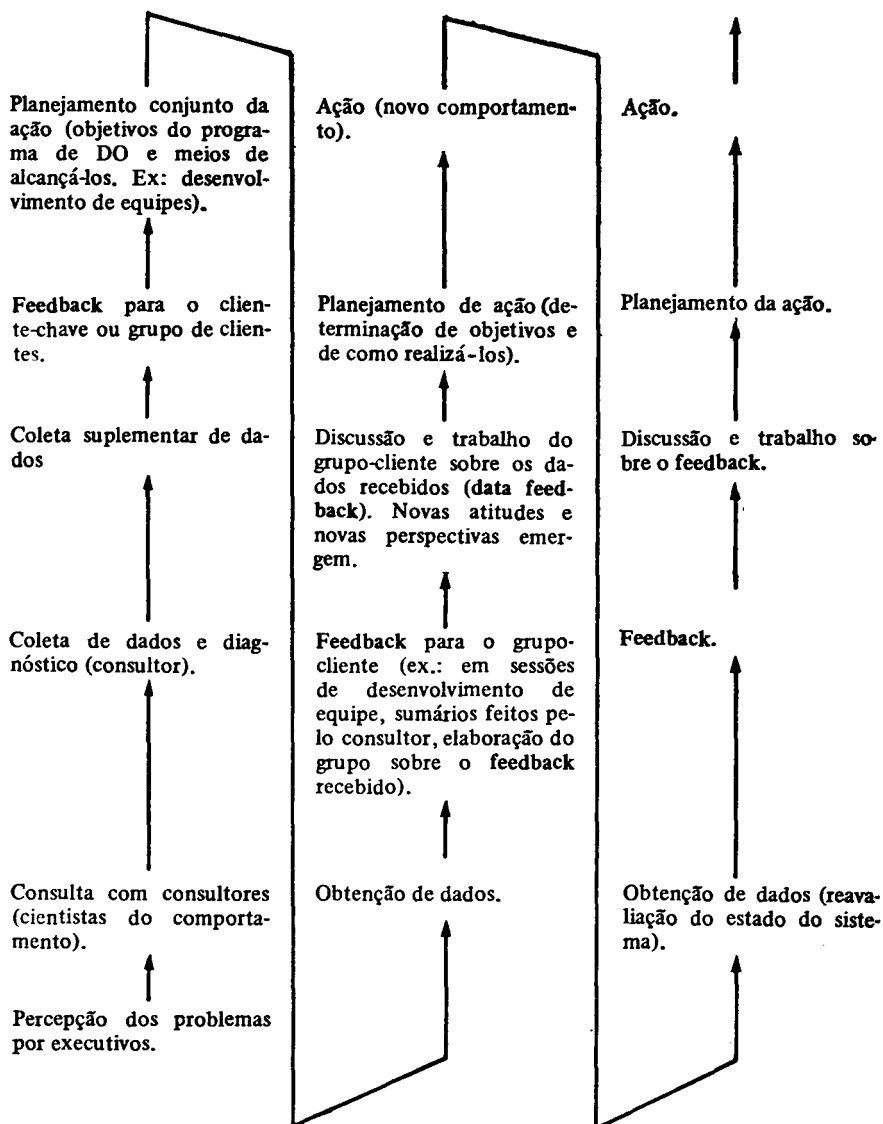 Planejamento conjunto da
ação (objetivos do progra-
ma de DO e meios de
alcançá-los. Ex: desenvol-
vimento de equipes).
Feedback para o clien-
te-chave ou grupo de clien-
tes.
Coleta suplementar de da-
dos
Coleta de dados e diag-
nóstico (consultor).
Consulta com consultores
(cientistas do comporta-
mento).
Percepção dos problemas
por executivos.
Ação (novo comportamen-
to).
Planejamento de ação (de-
terminação de objetivos e
de como realizá-los).
Discussão e trabalho do
grupo-cliente sobre os da-
dos recebidos (data feed-
back). Novas atitudes e
novas perspectivas emer-
gem.
Feedback para o grupo-
cliente (ex.: em sessões
de desenvolvimento de
equipe, sumários feitos pe-
lo consultor, elaboração do
grupo sobre o feedback
recebido).
Obtenção de dados.
Ação.
Planejamento da ação.
Discussão e trabalho so-
bre o feedback.
Feedback.
Obtenção de dados (reava-
liação do estado do siste-
ma).